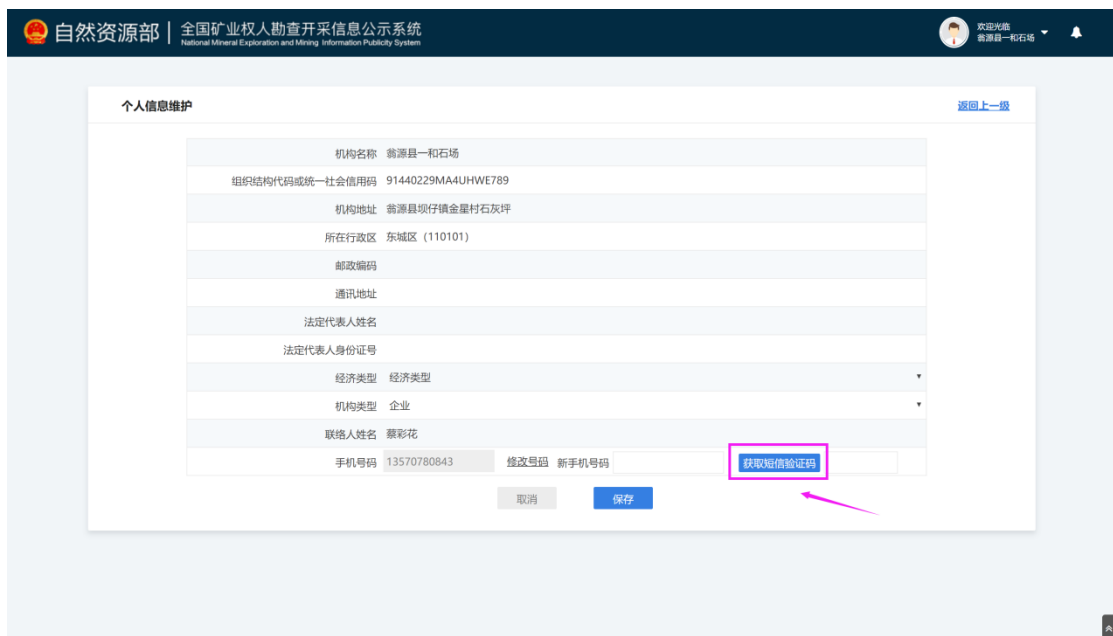 自然资源部
全国矿业权人勘查开采信息公示系统
National Mineral Exploration and Mining Information Publicity System
欢迎光临
翁源县一和石场
个人信息维护 返回上一级
机构名称 翁源县一和石场
组织结构代码或统一社会信用码 91440229MA4UHWE789
机构地址 翁源县坝仔镇金星村石灰坪
所在行政区 东城区（110101）
邮政编码
通讯地址
法定代表人姓名
法定代表人身份证号
经济类型 经济类型
机构类型 企业
联络人姓名 蔡彩花
手机号码 13570780843 修改号码 新手机号码 获取短信验证码
取消 保存